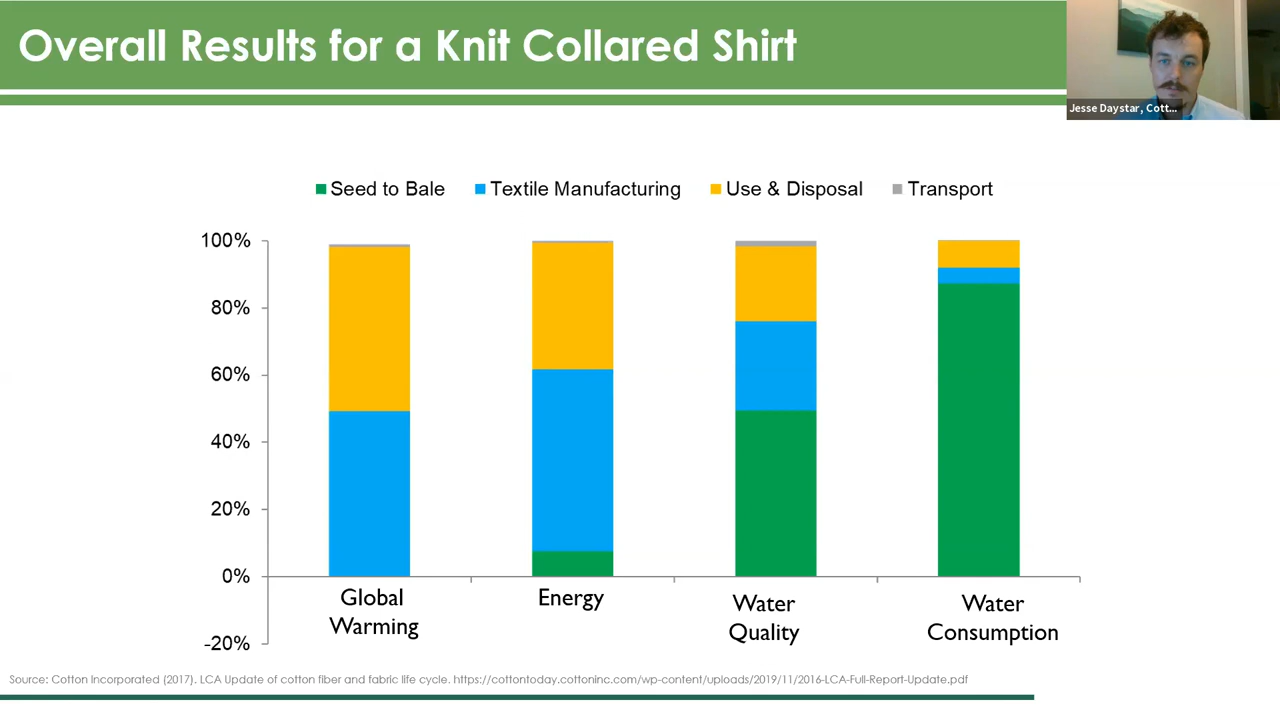 Overall Results for a Knit Collared Shirt
Jesse Daystar, Cott...
Seed to Bale
Textile Manufacturing
Use & Disposal
Transport
100%
80%
60%
40%
20%
0%
-20%
Global
Warming
Energy
Water
Quality
Water
Consumption
Source: Cotton Incorporated (2017). LCA Update of cotton fiber and fabric life cycle. https://cottontoday.cottoninc.com/wp-content/uploads/2019/11/2016-LCA-Full-Report-Update.pdf